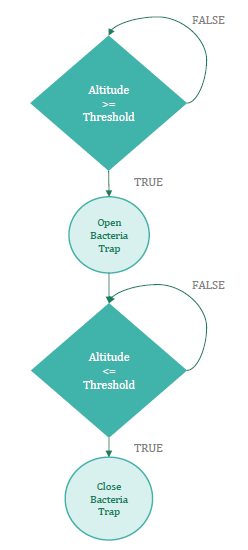 FALSE
Altitude
>=
Threshold
TRUE
Open
Bacteria
Trap
FALSE
Altitude
<=
Threshold
TRUE
Close
Bacteria
Trap